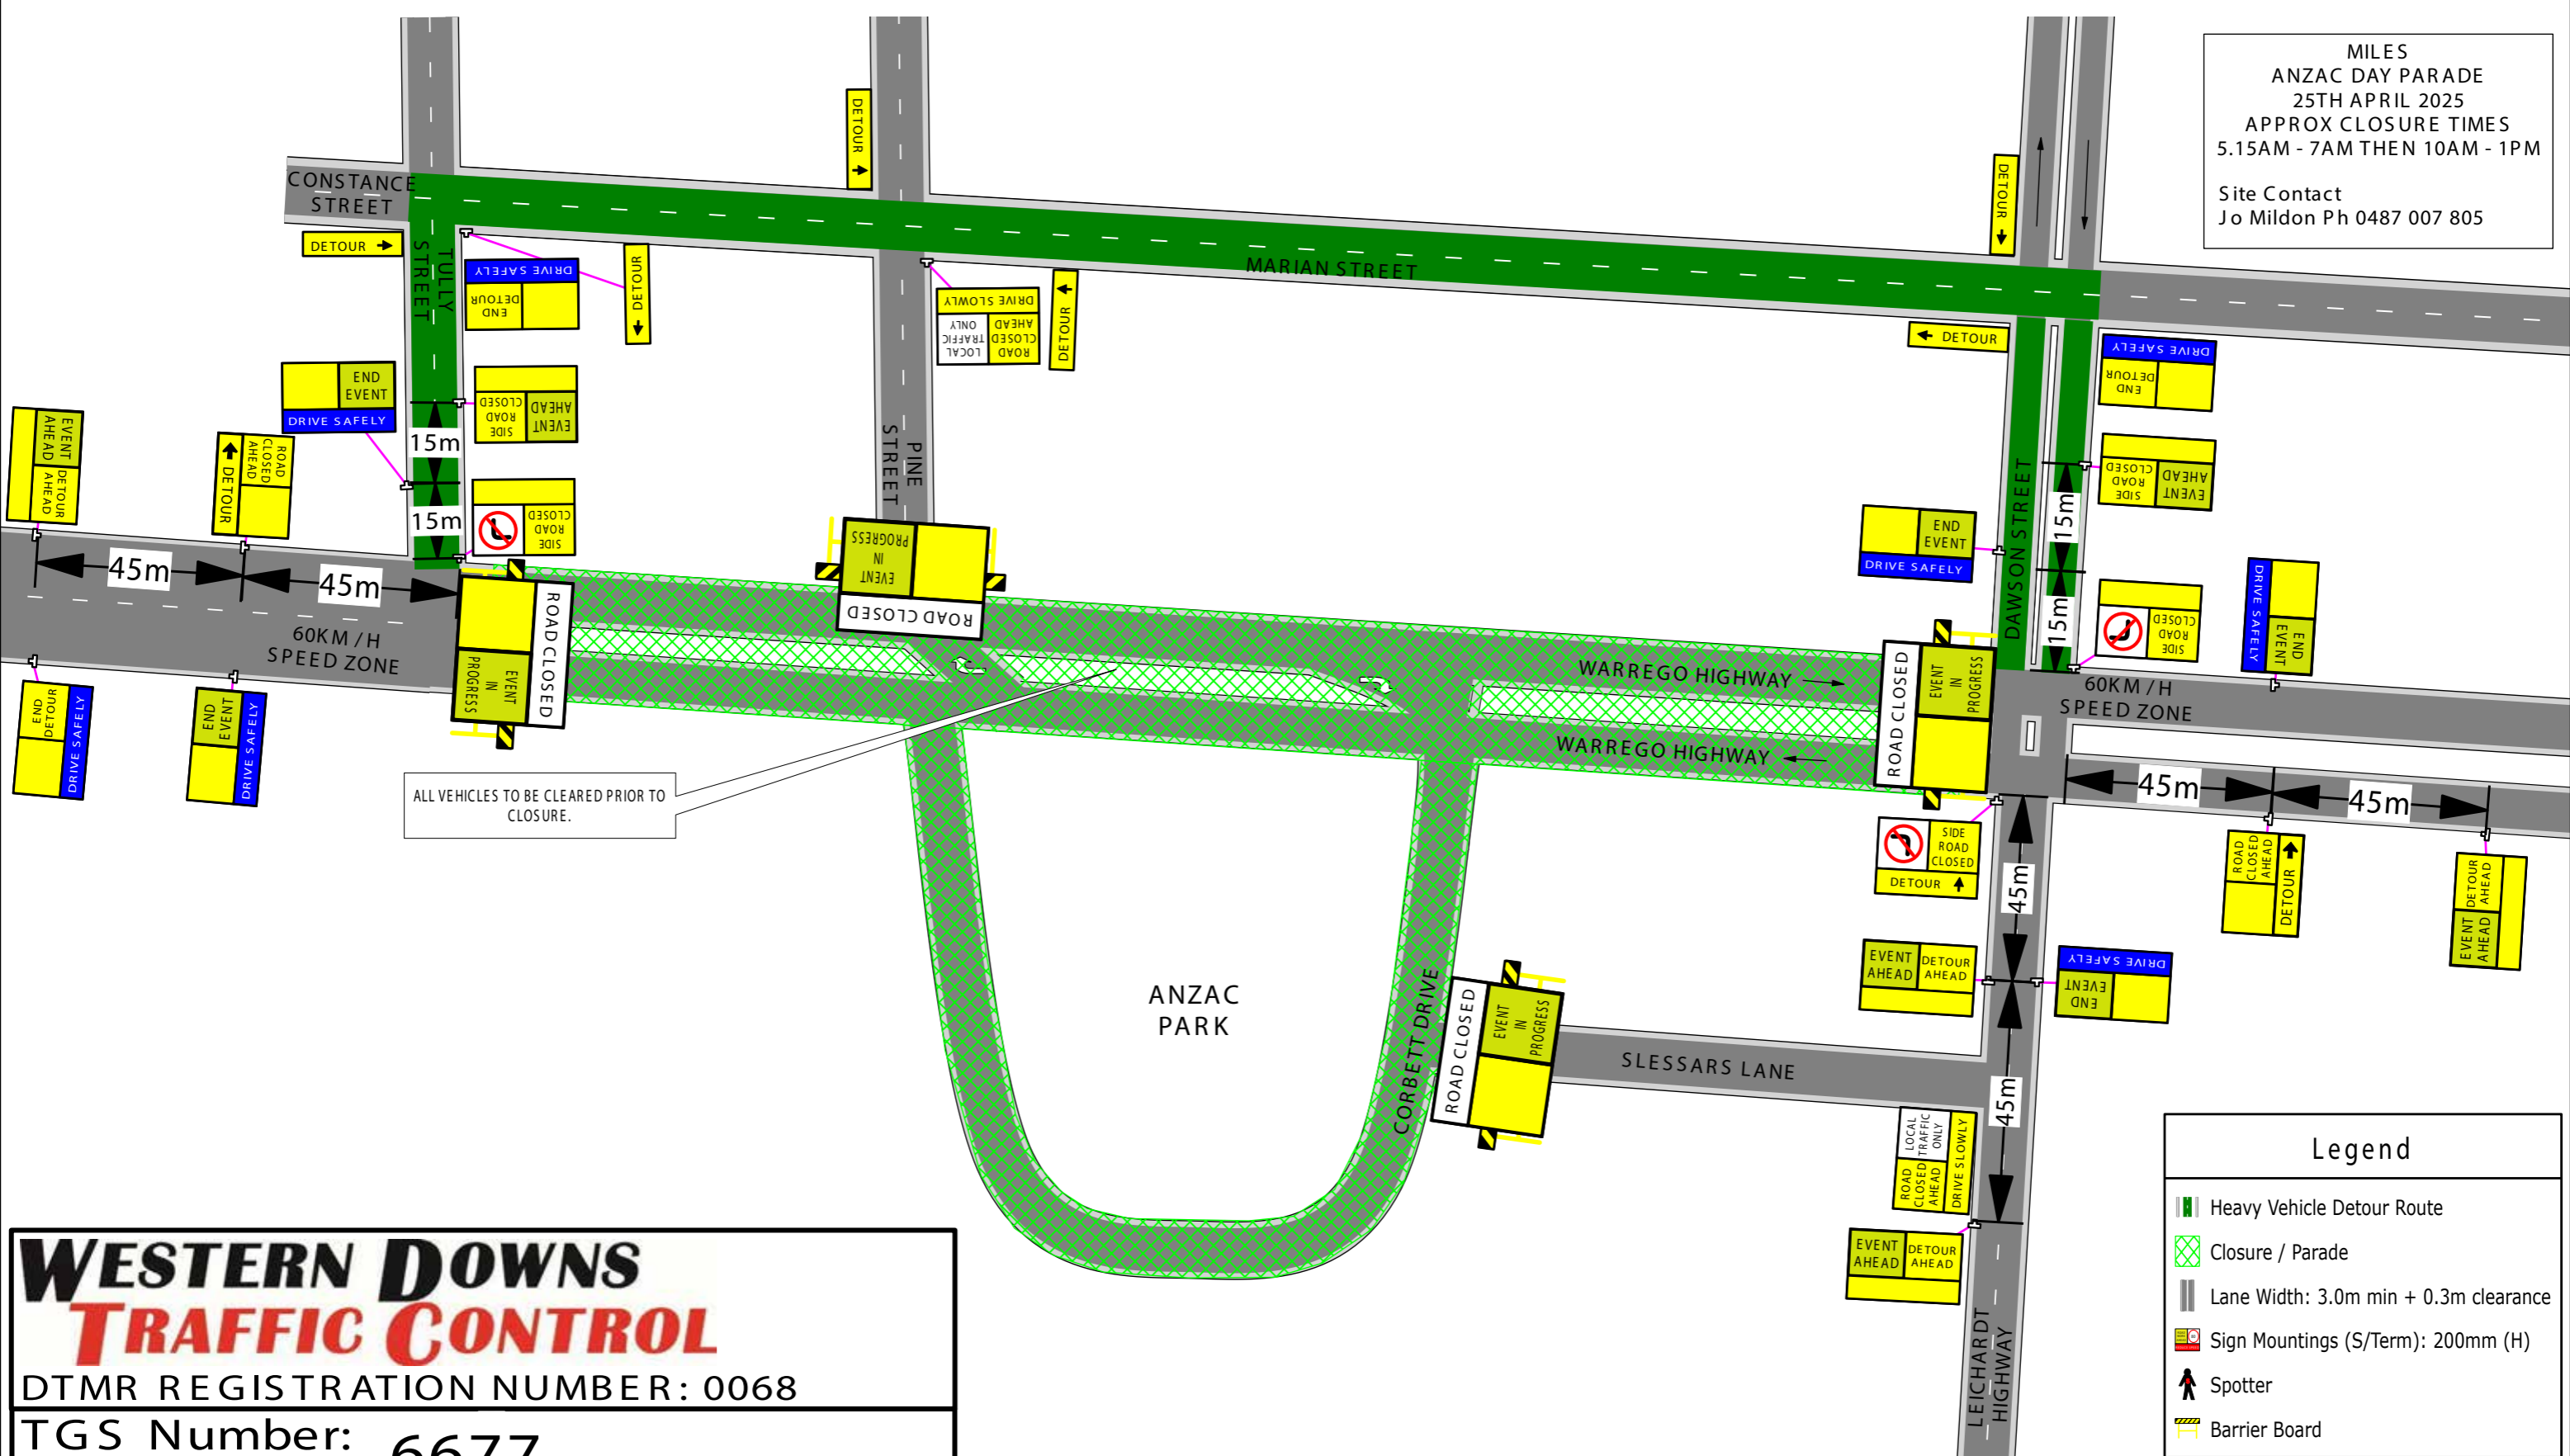 MILES
ANZAC DAY PARADE
25TH APRIL 2025
APPROX CLOSURE TIMES
5.15AM - 7AM THEN 10AM - 1PM
Site Contact
Jo Mildon Ph 0487 007 805
DETOUR
DETOUR
CONSTANCE
STREET
DETOUR
TULLY
STREET
DRIVE SAFELY
END
DETOUR
DETOUR
DRIVE SLOWLY
ROAD
CLOSED
AHEAD
LOCAL
TRAFFIC
ONLY
DETOUR
MARIAN STREET
DETOUR
DRIVE SAFELY
END
DETOUR
END
EVENT
DRIVE SAFELY
SIDE
ROAD
CLOSED
EVENT
AHEAD
15m
15m
SIDE
ROAD
CLOSED
EVENT
AHEAD
DETOUR
AHEAD
DETOUR
ROAD
CLOSED
AHEAD
PINE
STREET
DAWSON STREET
SIDE
ROAD
CLOSED
EVENT
AHEAD
15m
15m
SIDE
ROAD
CLOSED
END
EVENT
DRIVE SAFELY
DRIVE SAFELY
END
EVENT
45m
45m
60KM/H
SPEED ZONE
END
DETOUR
DRIVE SAFELY
END
EVENT
DRIVE SAFELY
EVENT
IN
PROGRESS
ROAD CLOSED
EVENT
IN
PROGRESS
ROAD CLOSED
WARREGO HIGHWAY
WARREGO HIGHWAY
ROAD CLOSED
EVENT
IN
PROGRESS
60KM/H
SPEED ZONE
45m
45m
ALL VEHICLES TO BE CLEARED PRIOR TO
CLOSURE.
SIDE
ROAD
CLOSED
DETOUR
45m
ROAD
CLOSED
AHEAD
DETOUR
EVENT
AHEAD
DETOUR
AHEAD
EVENT
AHEAD
DETOUR
AHEAD
DRIVE SAFELY
END
EVENT
ANZAC
PARK
CORBETT DRIVE
ROAD CLOSED
EVENT
IN
PROGRESS
SLESSARS LANE
45m
LOCAL
TRAFFIC
ONLY
ROAD
CLOSED
AHEAD
DRIVE SLOWLY
EVENT
AHEAD
DETOUR
AHEAD
LEICHARDT
HIGHWAY
Legend
Heavy Vehicle Detour Route
Closure / Parade
Lane Width: 3.0m min + 0.3m clearance
Sign Mountings (S/Term): 200mm (H)
Spotter
Barrier Board
WESTERN DOWNS
TRAFFIC CONTROL
DTMR REGISTRATION NUMBER: 0068
TGS Number: 6677